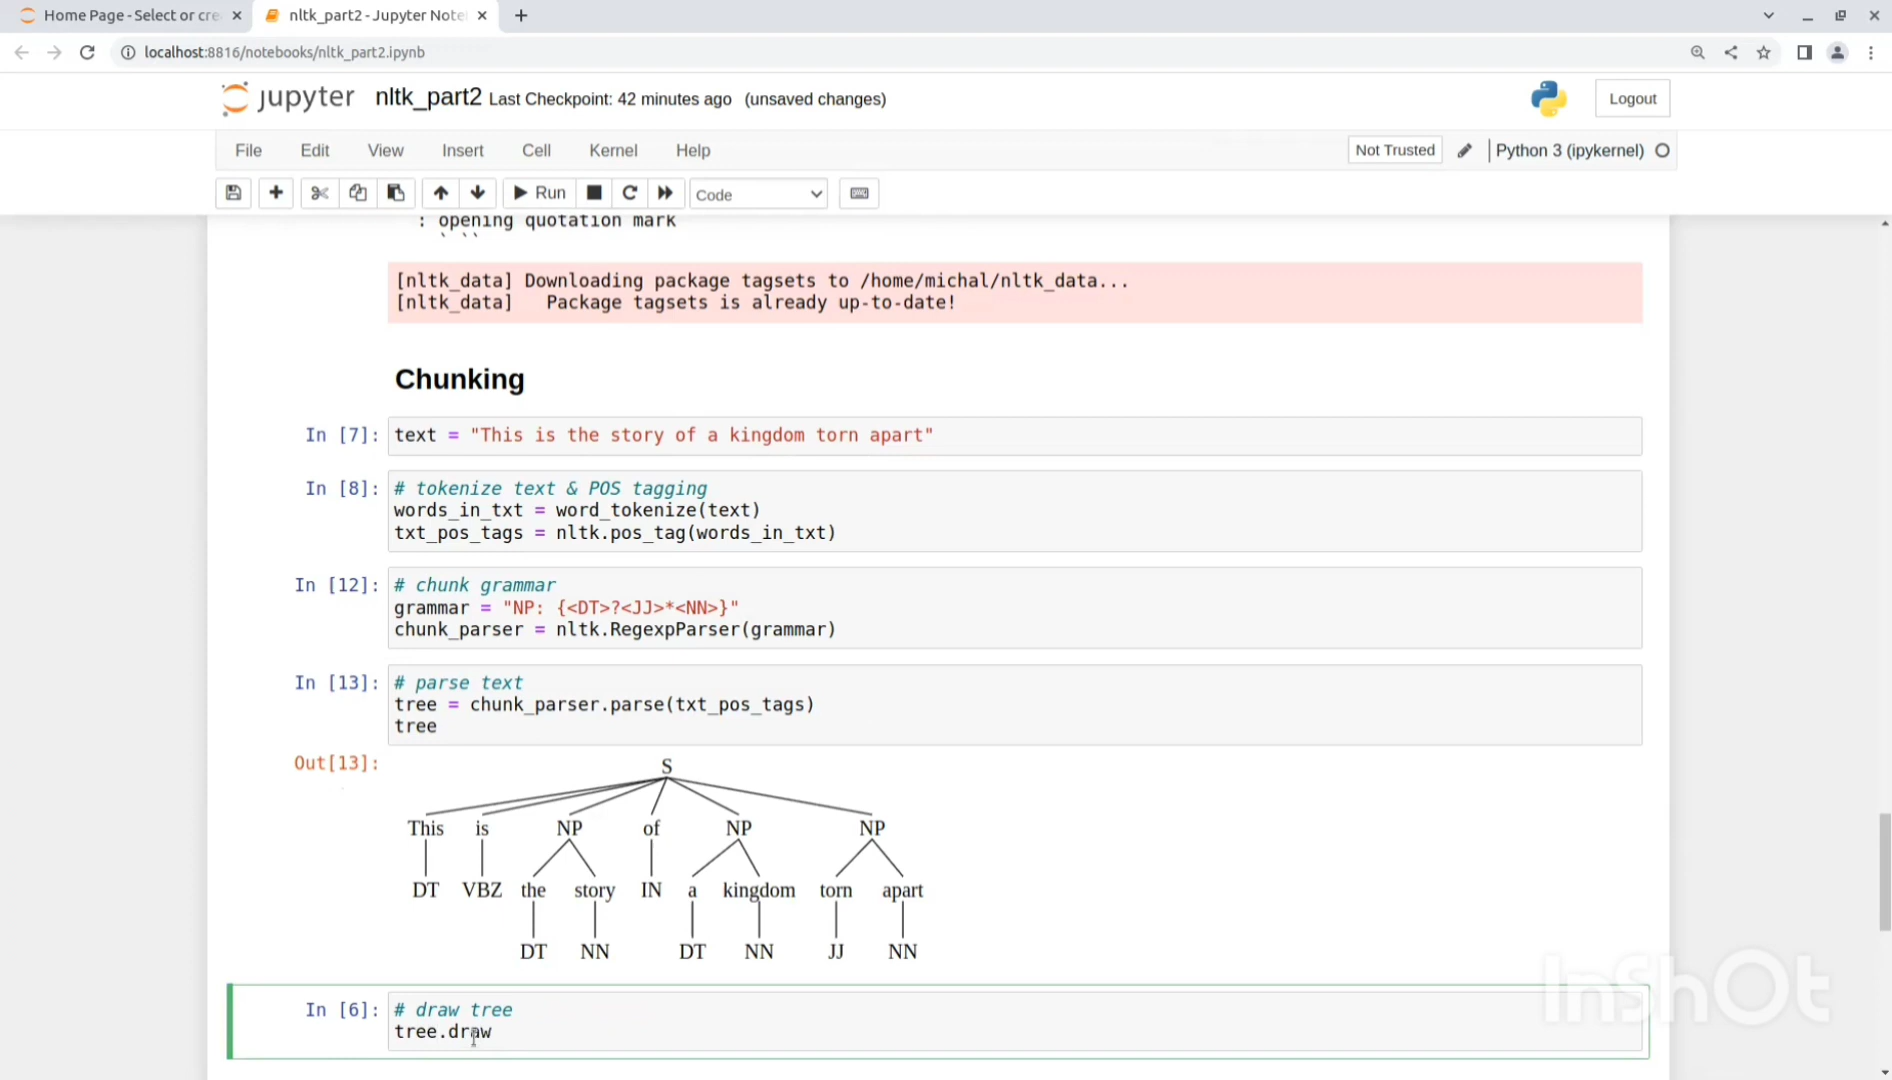 Home Page - Select or cre
nltk_part2 - Jupyter Note
localhost:8816/notebooks/nltk_part2.ipynb
jupyter nltk_part2 Last Checkpoint: 42 minutes ago (unsaved changes)
Logout
File Edit View Insert Cell Kernel Help
Not Trusted Python 3 (ipykernel)
Run Code
: opening quotation mark
` ``
[nltk_data] Downloading package tagsets to /home/michal/nltk_data...
[nltk_data] Package tagsets is already up-to-date!
Chunking
In [7]: text = "This is the story of a kingdom torn apart"
In [8]: # tokenize text & POS tagging
words_in_txt = word_tokenize(text)
txt_pos_tags = nltk.pos_tag(words_in_txt)
In [12]: # chunk grammar
grammar = "NP: {<DT>?<JJ>*<NN>}"
chunk_parser = nltk.RegexpParser(grammar)
In [13]: # parse text
tree = chunk_parser.parse(txt_pos_tags)
tree
Out[13]:
S
This is NP of NP NP
DT VBZ the story IN a kingdom torn apart
DT NN DT NN JJ NN
In [6]: # draw tree
tree.draw
InShOt